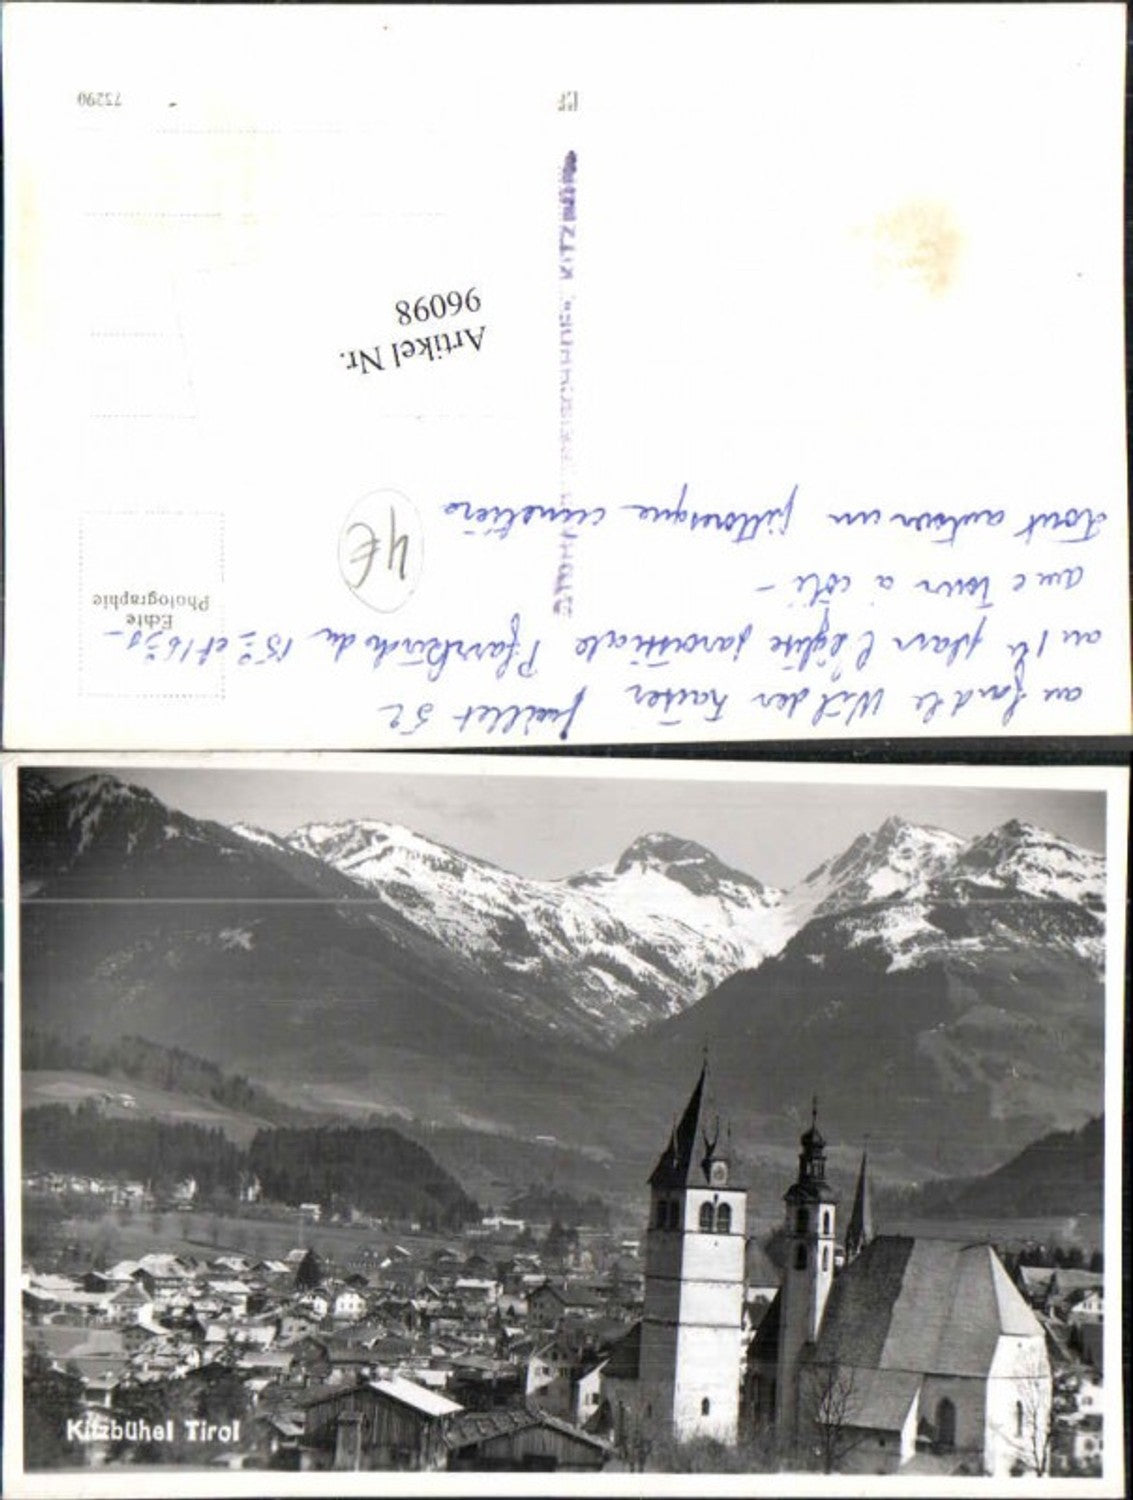 au fond le Wilder Kaiser juillet 52
au 1er plan l'église paroissiale Pfarrkirche du 15e et 16e s—
avec tour à côté —
tout autour un pittoresque cimetière
Echte
Photographie
4€
Artikel Nr.
96098
73290
Kitzbühel Tirol